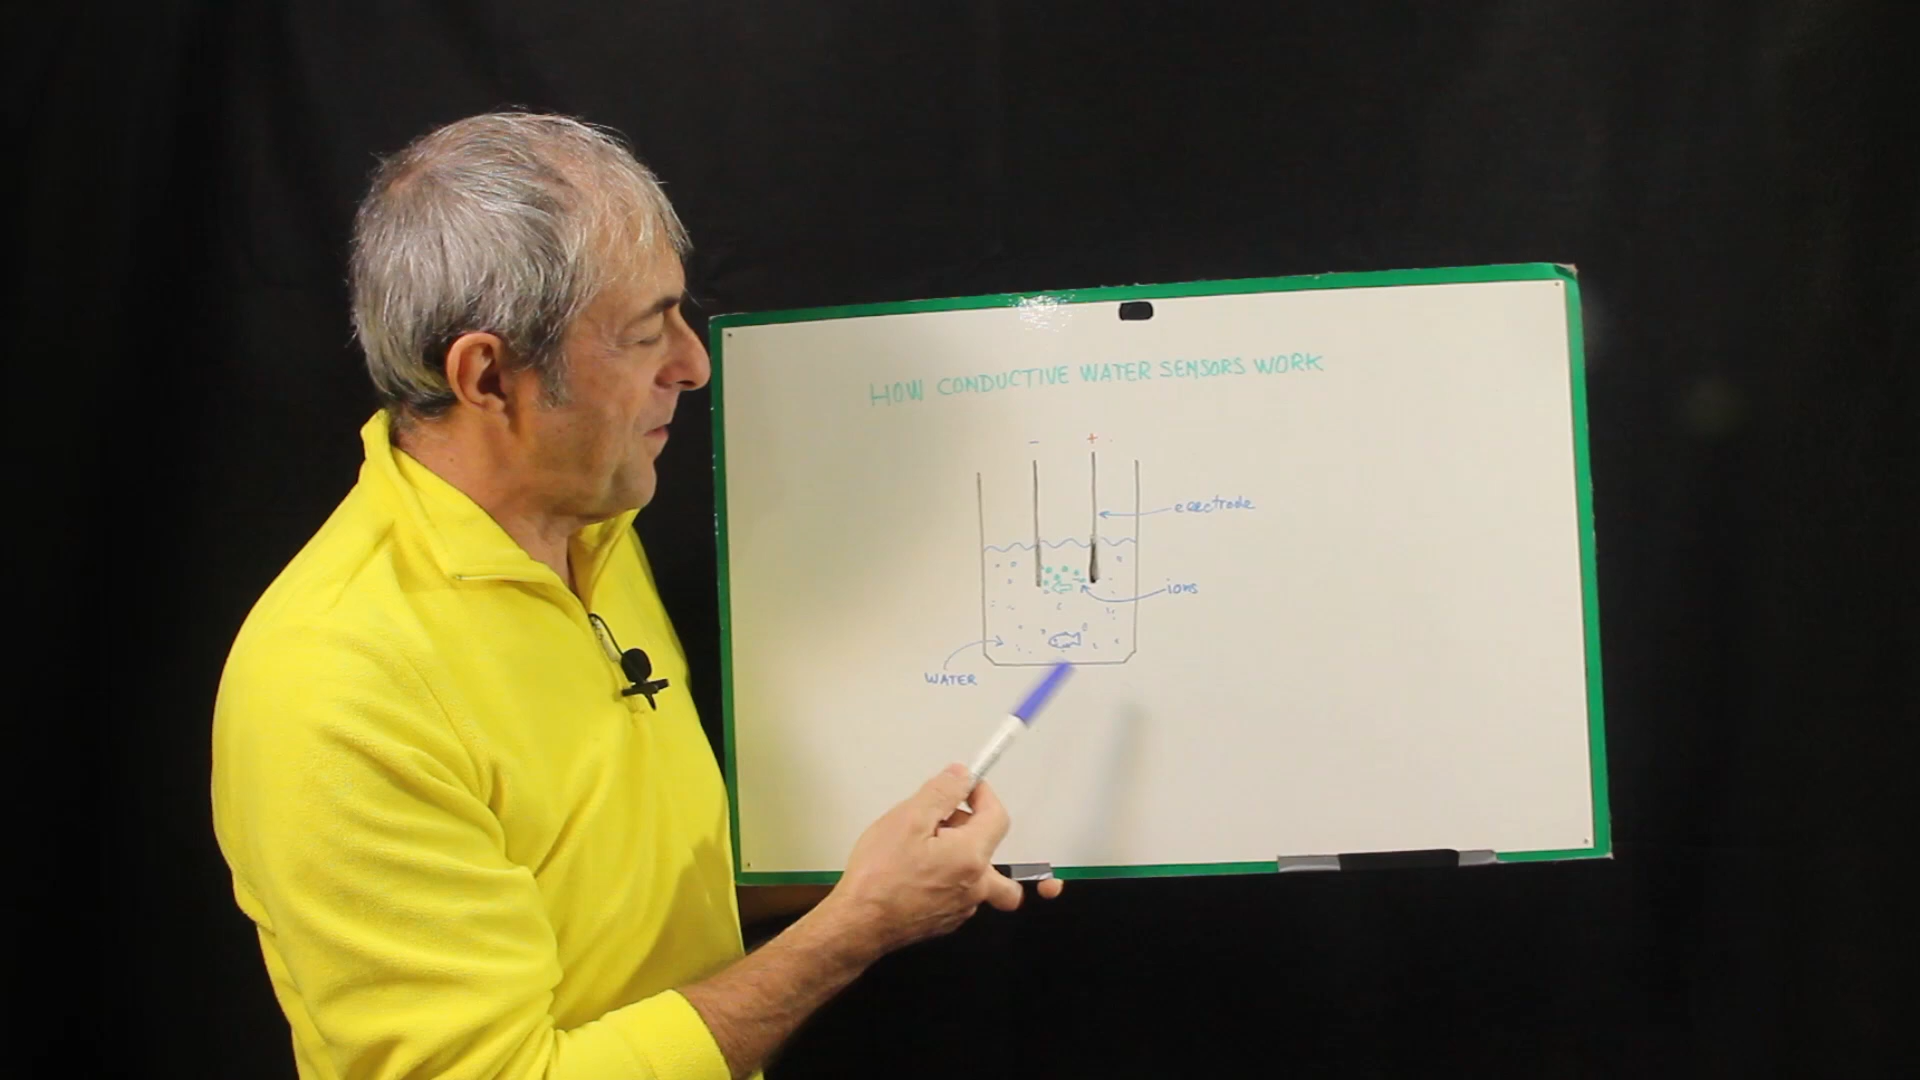 HOW CONDUCTIVE WATER SENSORS WORK
- +
electrode
ions
WATER